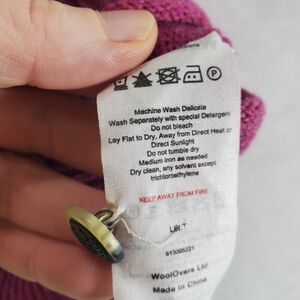 Machine Wash Delicate
Wash Separately with special Detergent
Do not bleach
Lay Flat to Dry, Away from Direct Heat or
Direct Sunlight
Do not tumble dry
Medium iron as needed
Dry clean, any solvent except
trichloroethylene
KEEP AWAY FROM FIRE
L6L
WoolOvers Ltd
Made in China